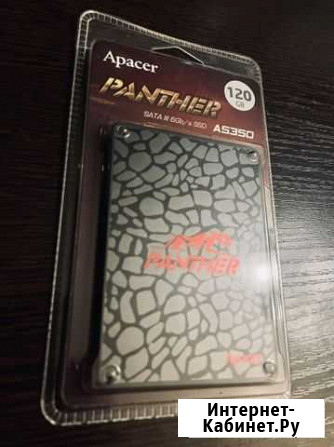 Apacer
PANTHER
120
GB
SATA III 6Gb/s SSD
AS350
PANTHER
Интернет-
Кабинет.Ру